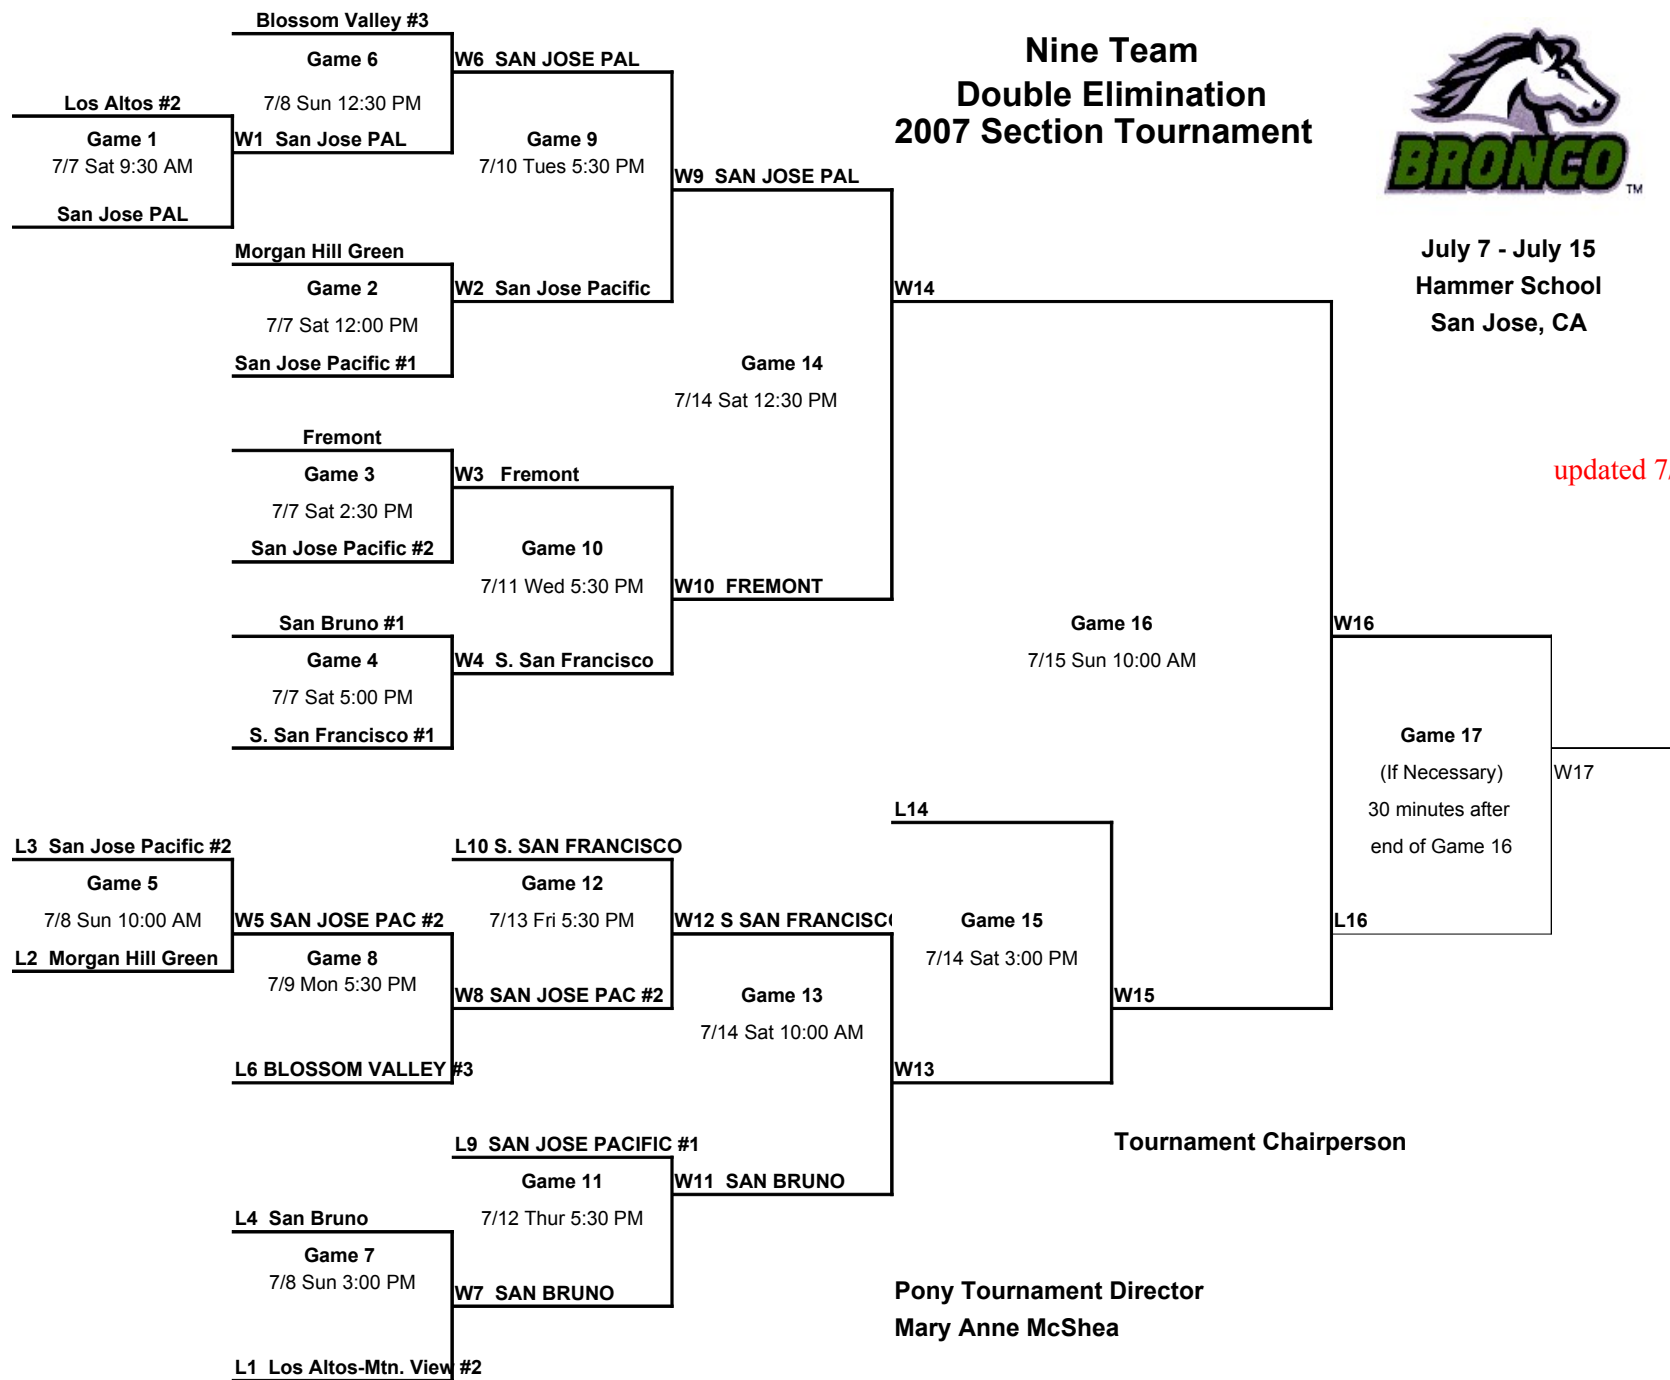 Blossom Valley #3
Game 6
W6 SAN JOSE PAL
7/8 Sun 12:30 PM
Los Altos #2
Game 1
7/7 Sat 9:30 AM
W1 San Jose PAL
San Jose PAL
Game 9
7/10 Tues 5:30 PM
W9 SAN JOSE PAL
Morgan Hill Green
Game 2
W2 San Jose Pacific
7/7 Sat 12:00 PM
San Jose Pacific #1
Nine Team
Double Elimination
2007 Section Tournament
BRONCO
TM
July 7 - July 15
Hammer School
San Jose, CA
W14
Game 14
7/14 Sat 12:30 PM
Fremont
Game 3
W3 Fremont
7/7 Sat 2:30 PM
San Jose Pacific #2
Game 10
7/11 Wed 5:30 PM
W10 FREMONT
San Bruno #1
Game 4
W4 S. San Francisco
7/7 Sat 5:00 PM
S. San Francisco #1
updated 7/
Game 16
7/15 Sun 10:00 AM
W16
Game 17
(If Necessary)
30 minutes after
end of Game 16
W17
L16
L14
L3 San Jose Pacific #2
Game 5
7/8 Sun 10:00 AM
L2 Morgan Hill Green
W5 SAN JOSE PAC #2
Game 8
7/9 Mon 5:30 PM
L6 BLOSSOM VALLEY #3
L10 S. SAN FRANCISCO
Game 12
7/13 Fri 5:30 PM
W8 SAN JOSE PAC #2
W12 S SAN FRANCISC
Game 13
7/14 Sat 10:00 AM
Game 15
7/14 Sat 3:00 PM
W15
W13
L9 SAN JOSE PACIFIC #1
Game 11
7/12 Thur 5:30 PM
W11 SAN BRUNO
L4 San Bruno
Game 7
7/8 Sun 3:00 PM
W7 SAN BRUNO
L1 Los Altos-Mtn. View #2
Tournament Chairperson
Pony Tournament Director
Mary Anne McShea